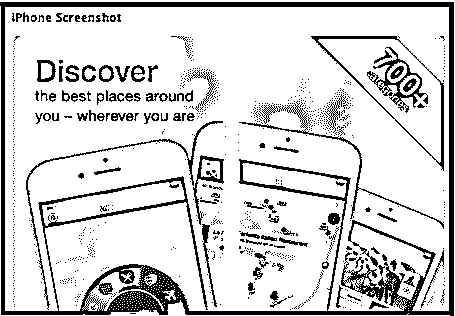 iPhone Screenshot
Discover
the best places around
you – wherever you are
700+